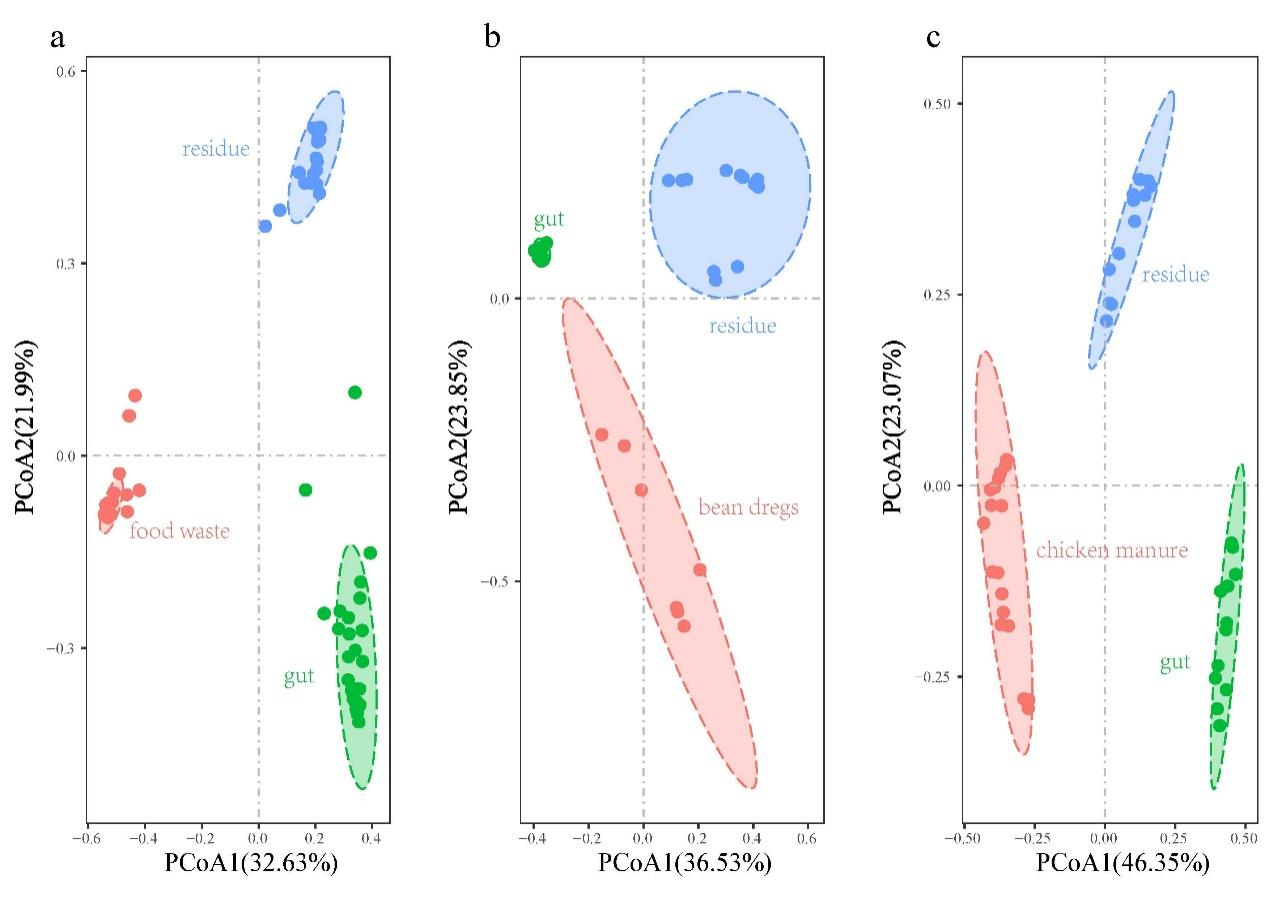 a
0.6
0.3
0.0
−0.3
−0.6
−0.4
−0.2
0.0
0.2
0.4
PCoA2(21.99%)
PCoA1(32.63%)
residue
food waste
gut
b
0.0
−0.5
−0.4
−0.2
0.0
0.2
0.4
0.6
PCoA2(23.85%)
PCoA1(36.53%)
gut
residue
bean dregs
c
0.50
0.25
0.00
−0.25
−0.50
−0.25
0.00
0.25
0.50
PCoA2(23.07%)
PCoA1(46.35%)
residue
chicken manure
gut